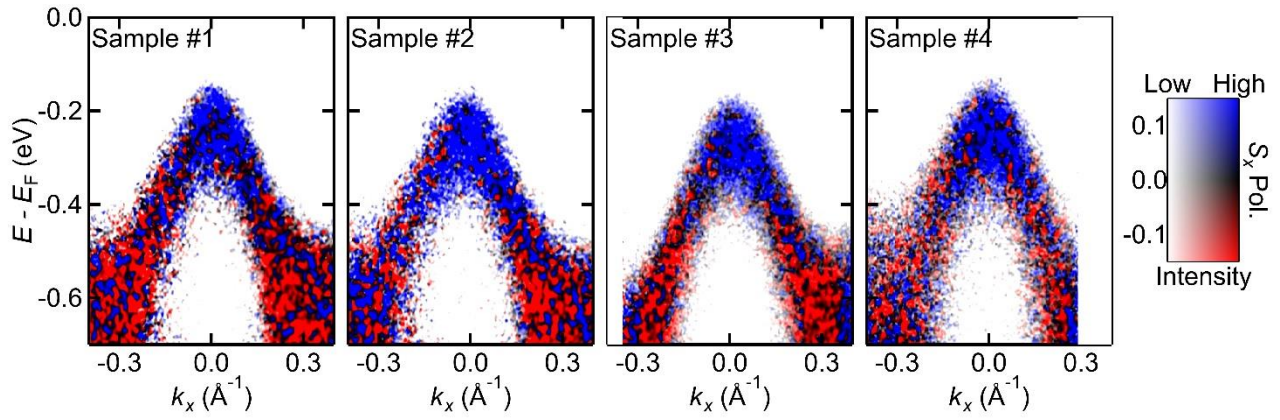 Sample #1
Sample #2
Sample #3
Sample #4
0.0
-0.2
-0.4
-0.6
E - EF (eV)
-0.3 0.0 0.3
-0.3 0.0 0.3
-0.3 0.0 0.3
-0.3 0.0 0.3
kx (Å-1)
kx (Å-1)
kx (Å-1)
kx (Å-1)
Low High
0.1
0.0
-0.1
Sx Pol.
Intensity